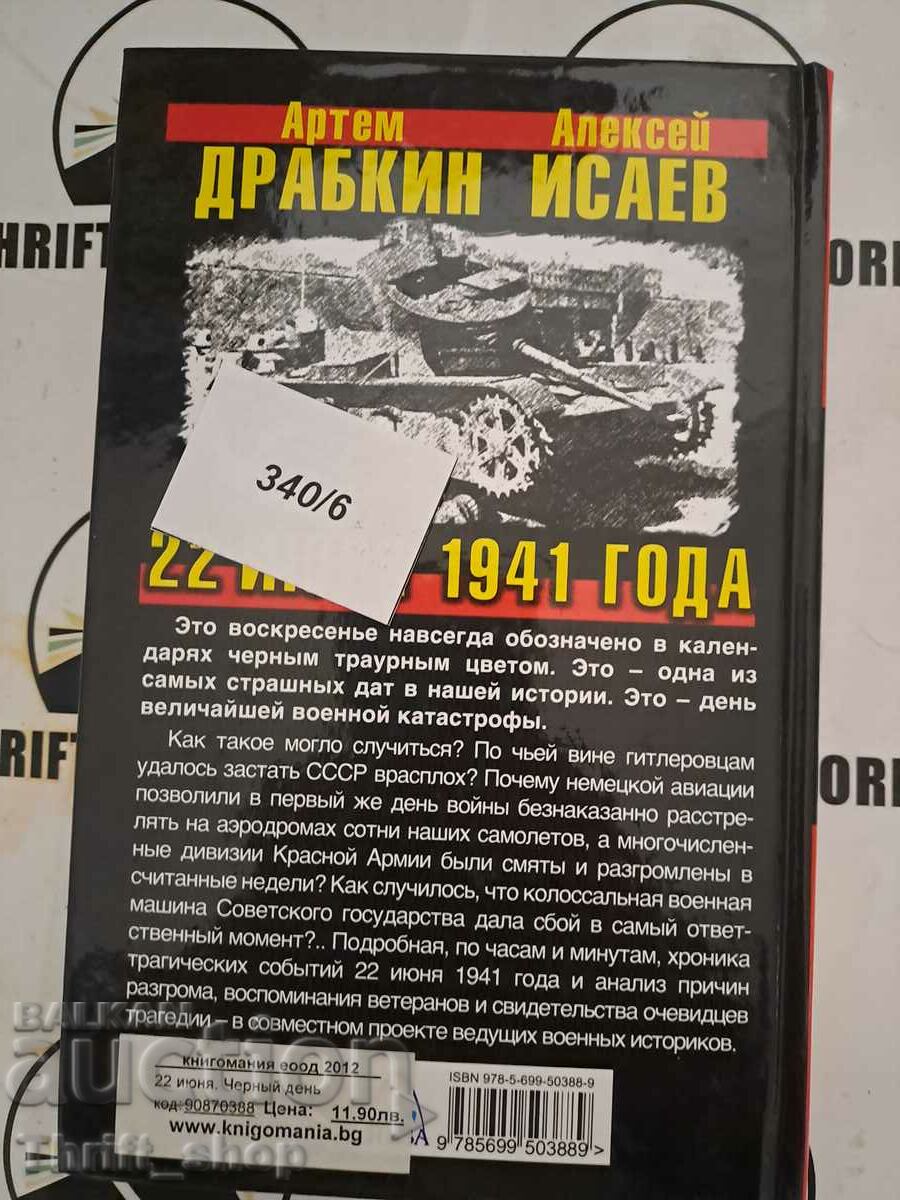 Артем Алексей
ДРАБКИН ИСАЕВ
340/6
22 1941 ГОДА
Это воскресенье навсегда обозначено в кален-
дарях черным траурным цветом. Это – одна из
самых страшных дат в нашей истории. Это – день
величайшей военной катастрофы.
Как такое могло случиться? По чьей вине гитлеровцам
удалось застать СССР врасплох? Почему немецкой авиации
позволили в первый же день войны безнаказанно расстре-
лять на аэродромах сотни наших самолетов, а многочислен-
ные дивизии Красной Армии были смяты и разгромлены в
считанные недели? Как случилось, что колоссальная военная
машина Советского государства дала сбой в самый ответ-
ственный момент?.. Подробная, по часам и минутам, хроника
трагических событий 22 июня 1941 года и анализ причин
разгрома, воспоминания ветеранов и свидетельства очевидцев
трагедии – в совместном проекте ведущих военных историков.
BALKAN
auction
Thrift_shop
книгомания еоод 2012
22 июня. Черный день
код: 90870388 Цена: 11.90лв.
www.knigomania.bg
ISBN 978-5-699-50388-9
9 785699 503889 >